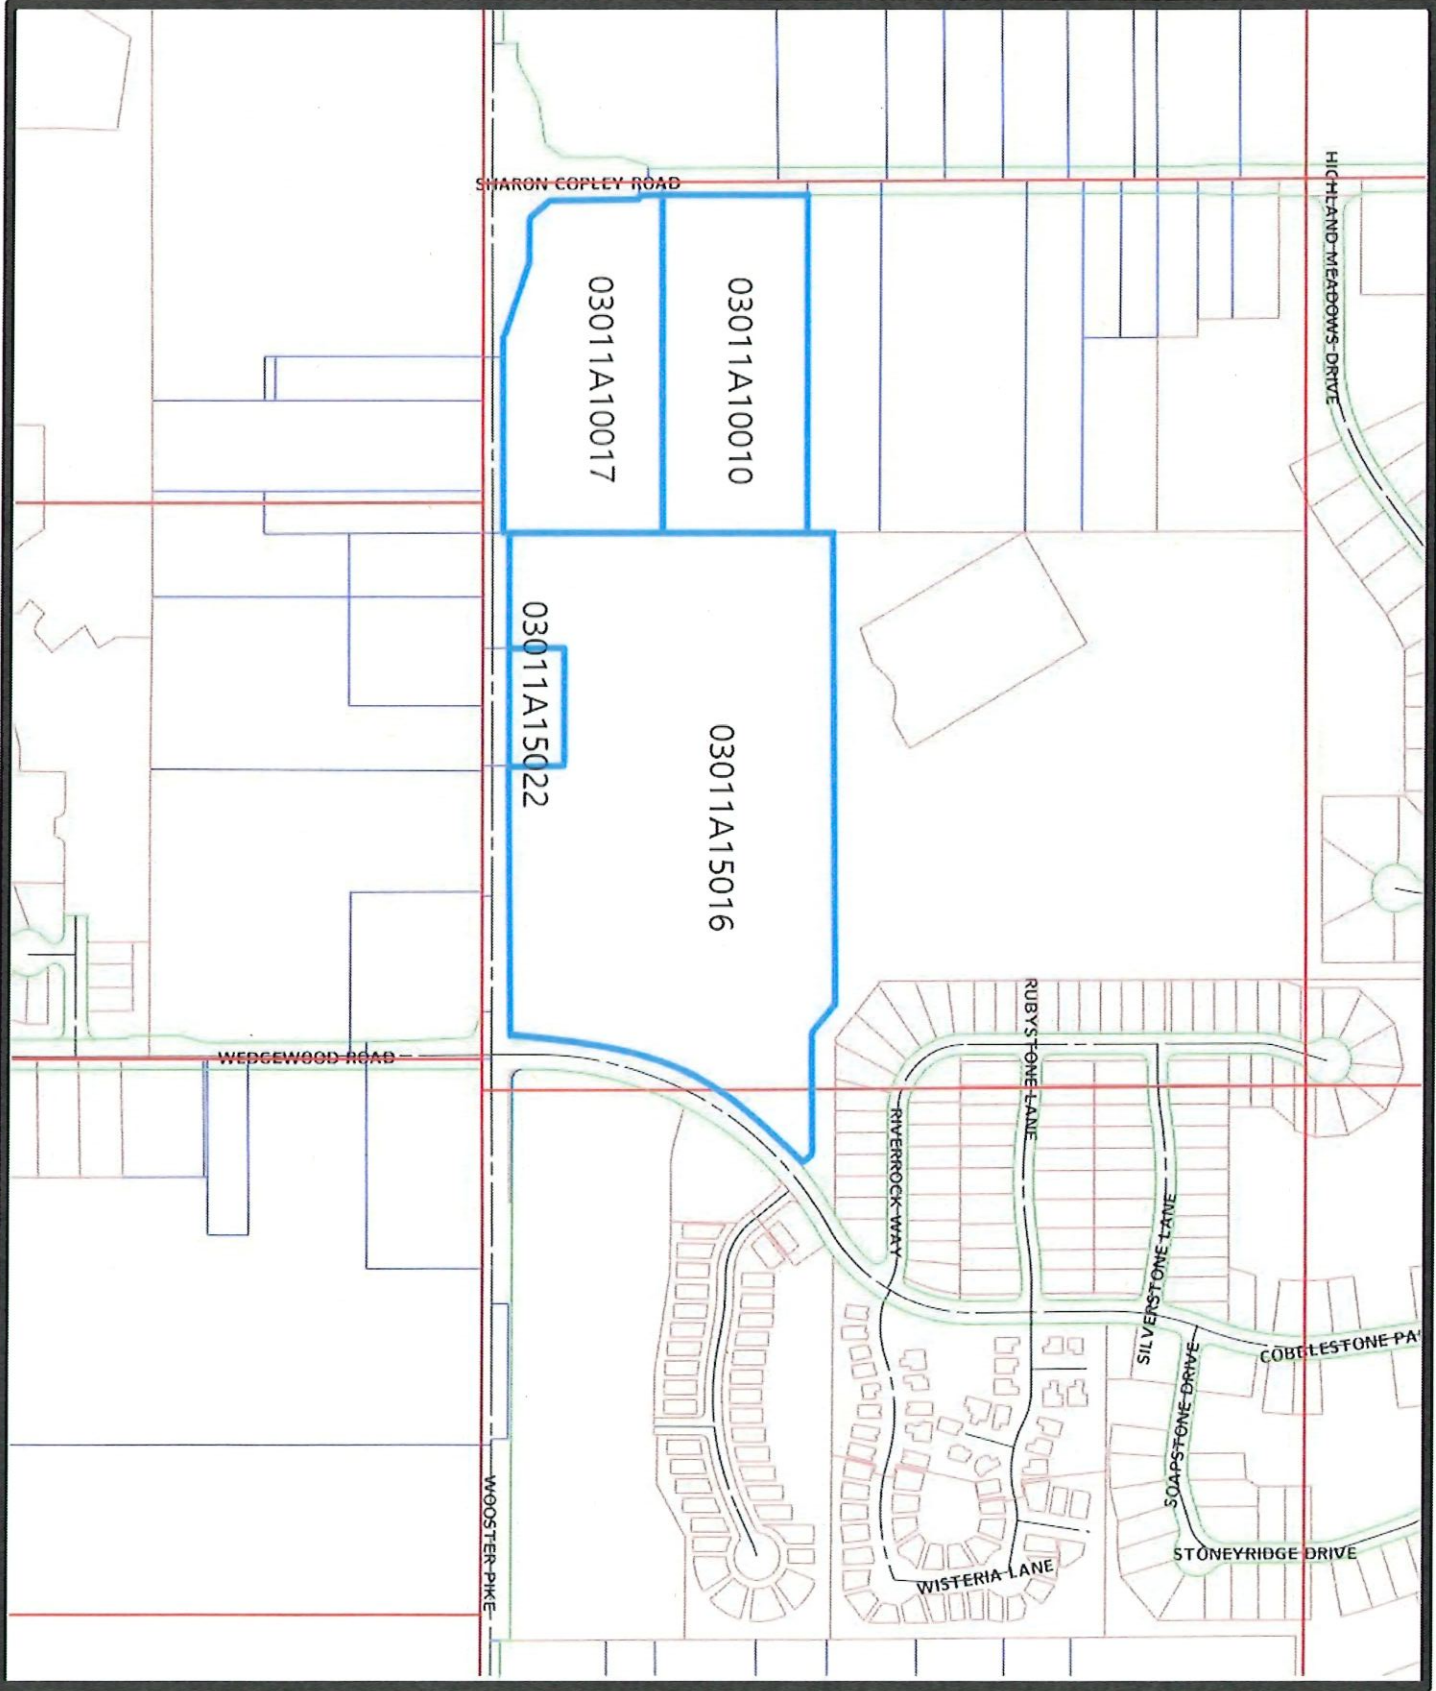 SHARON COPLEY ROAD
HIGHLAND MEADOWS DRIVE
03011A10017
03011A10010
03011A15022
03011A15016
RUBYSTONE LANE
WEDGEWOOD ROAD
RIVERROCK WAY
SILVERSTONE LANE
COBBLESTONE PA
SOAPSTONE DRIVE
WOOSTER PIKE
STONEYRIDGE DRIVE
WISTERIA LANE